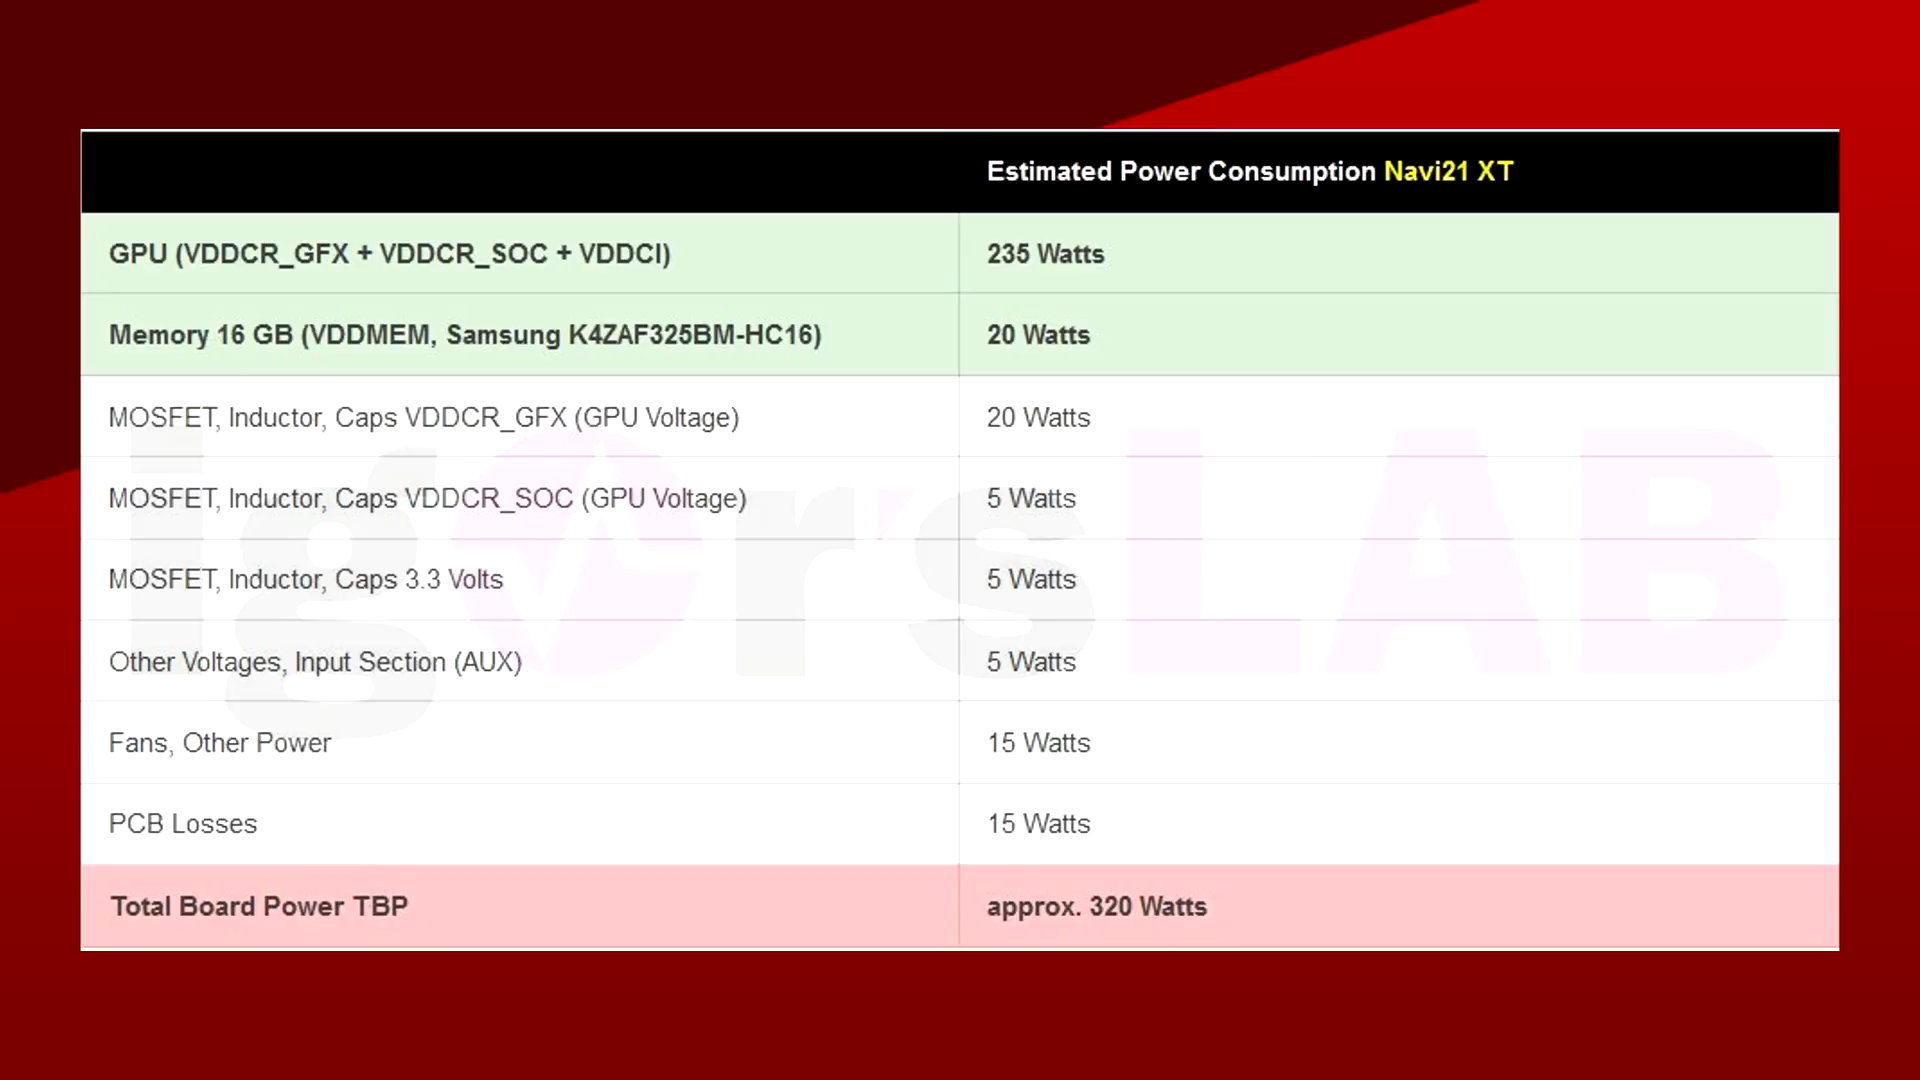 Estimated Power Consumption Navi21 XT
GPU (VDDCR_GFX + VDDCR_SOC + VDDCI) 235 Watts
Memory 16 GB (VDDMEM, Samsung K4ZAF325BM-HC16) 20 Watts
MOSFET, Inductor, Caps VDDCR_GFX (GPU Voltage) 20 Watts
MOSFET, Inductor, Caps VDDCR_SOC (GPU Voltage) 5 Watts
MOSFET, Inductor, Caps 3.3 Volts 5 Watts
Other Voltages, Input Section (AUX) 5 Watts
Fans, Other Power 15 Watts
PCB Losses 15 Watts
Total Board Power TBP approx. 320 Watts
igor'sLAB